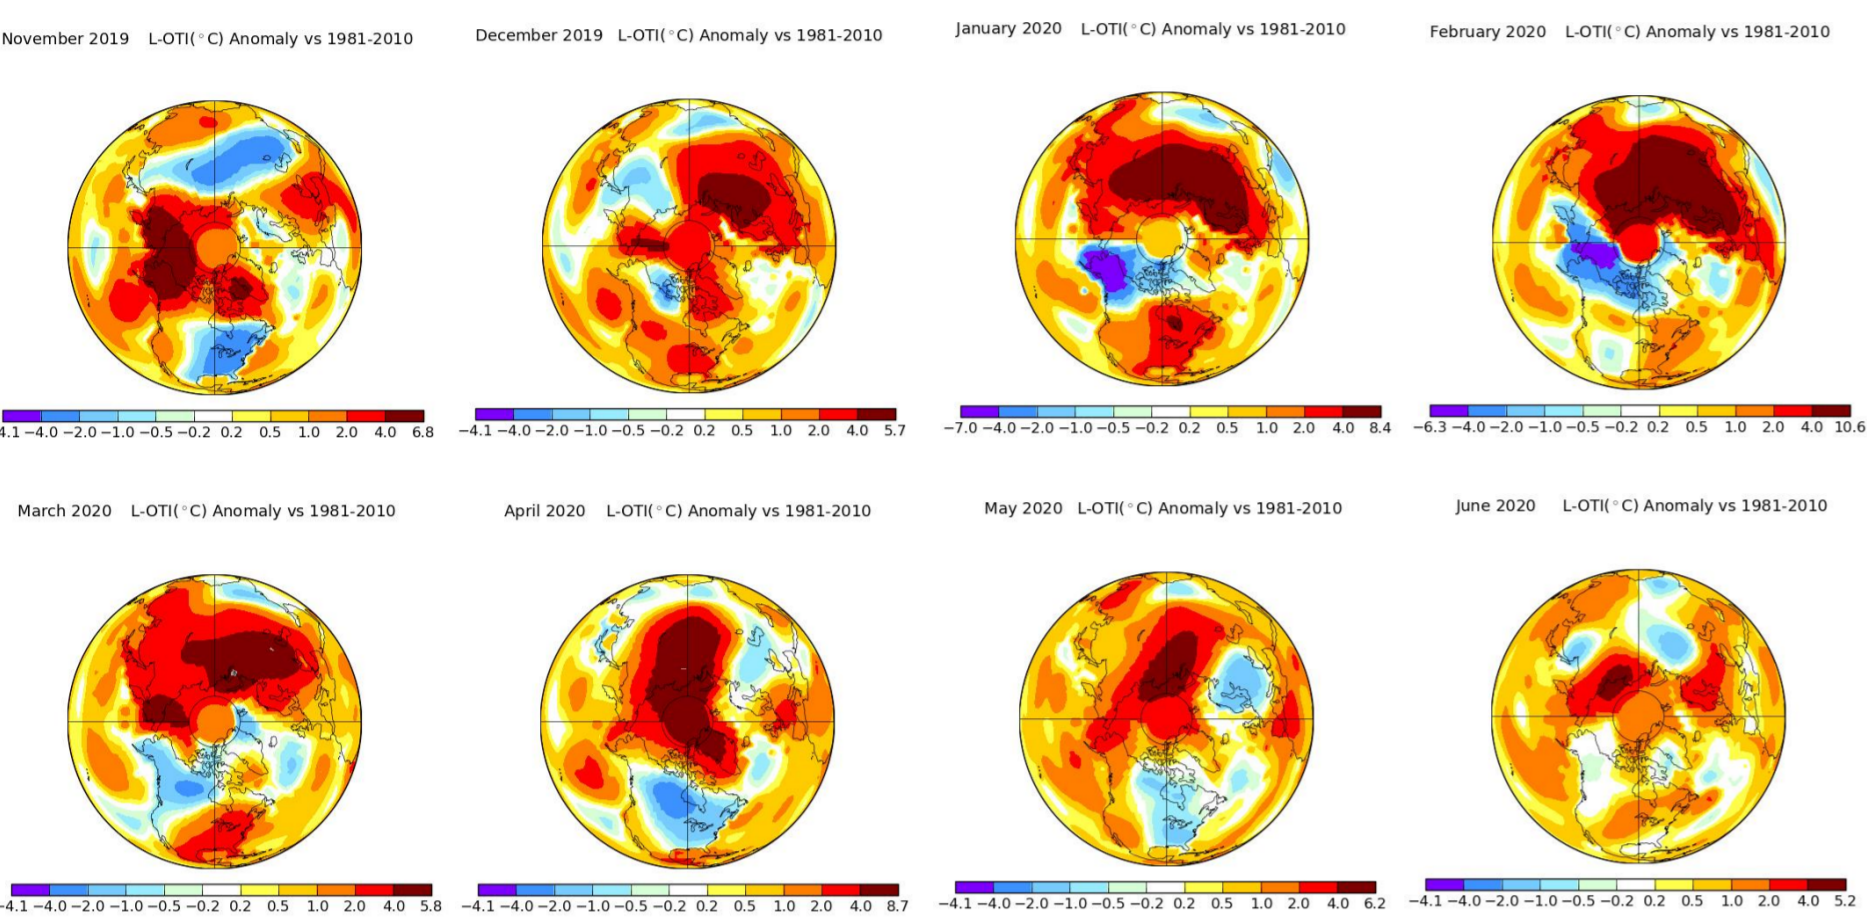 November 2019 L-OTI(°C) Anomaly vs 1981-2010
4.1 −4.0 −2.0 −1.0 −0.5 −0.2 0.2 0.5 1.0 2.0 4.0 6.8
December 2019 L-OTI(°C) Anomaly vs 1981-2010
−4.1 −4.0 −2.0 −1.0 −0.5 −0.2 0.2 0.5 1.0 2.0 4.0 5.7
January 2020 L-OTI(°C) Anomaly vs 1981-2010
−7.0 −4.0 −2.0 −1.0 −0.5 −0.2 0.2 0.5 1.0 2.0 4.0 8.4
February 2020 L-OTI(°C) Anomaly vs 1981-2010
−6.3 −4.0 −2.0 −1.0 −0.5 −0.2 0.2 0.5 1.0 2.0 4.0 10.6
March 2020 L-OTI(°C) Anomaly vs 1981-2010
−4.1 −4.0 −2.0 −1.0 −0.5 −0.2 0.2 0.5 1.0 2.0 4.0 5.8
April 2020 L-OTI(°C) Anomaly vs 1981-2010
−4.1 −4.0 −2.0 −1.0 −0.5 −0.2 0.2 0.5 1.0 2.0 4.0 8.7
May 2020 L-OTI(°C) Anomaly vs 1981-2010
−4.1 −4.0 −2.0 −1.0 −0.5 −0.2 0.2 0.5 1.0 2.0 4.0 6.2
June 2020 L-OTI(°C) Anomaly vs 1981-2010
−4.1 −4.0 −2.0 −1.0 −0.5 −0.2 0.2 0.5 1.0 2.0 4.0 5.2